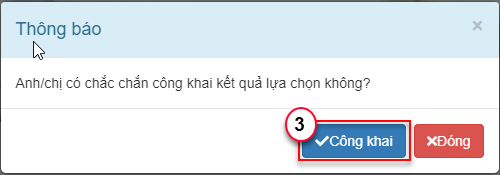 Thông báo
×
Anh/chị có chắc chắn công khai kết quả lựa chọn không?
3
Công khai
Đóng